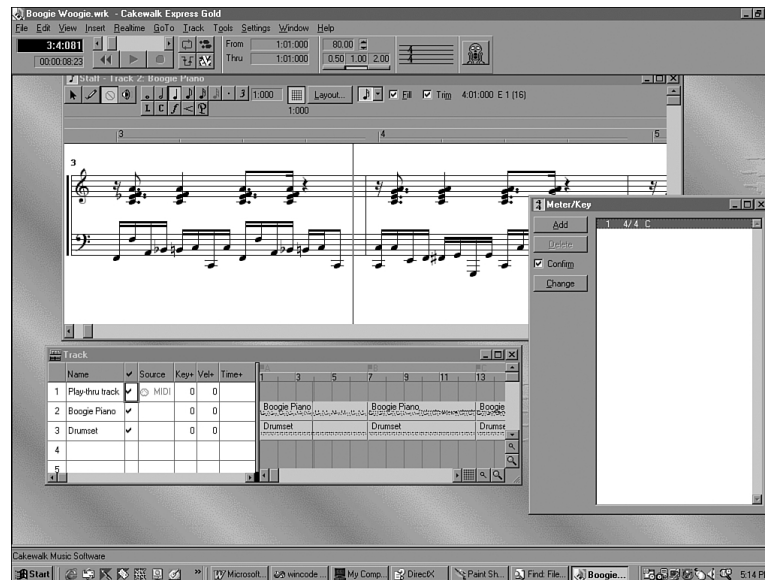 Boogie Woogie.wrk - Cakewalk Express Gold
File Edit View Insert Realtime GoTo Track Tools Settings Window Help
3:4:081
00:00:08:23
From 1:01:000
Thru 1:01:000
80.00
0.50 1.00 2.00
Staff - Track 2: Boogie Piano
3 1:000 Layout... Fill Trim 4:01:000 E 1 (16)
L C f < P 1:000
3 4 5
3
Meter/Key
Add
Delete
Confirm
Change
1 4/4 C
Track
Name Source Key+ Vel+ Time+
A B C
1 3 5 7 9 11 13
1 Play-thru track MIDI 0 0
2 Boogie Piano 0 0
Boogie Piano Boogie Piano Boogie
3 Drumset 0 0
Drumset Drumset Drumse
4
5
Cakewalk Music Software
Start » Microsoft... wincode ... My Comp... DirectX Paint Sh... Find: File... Boogie... 5:14 P